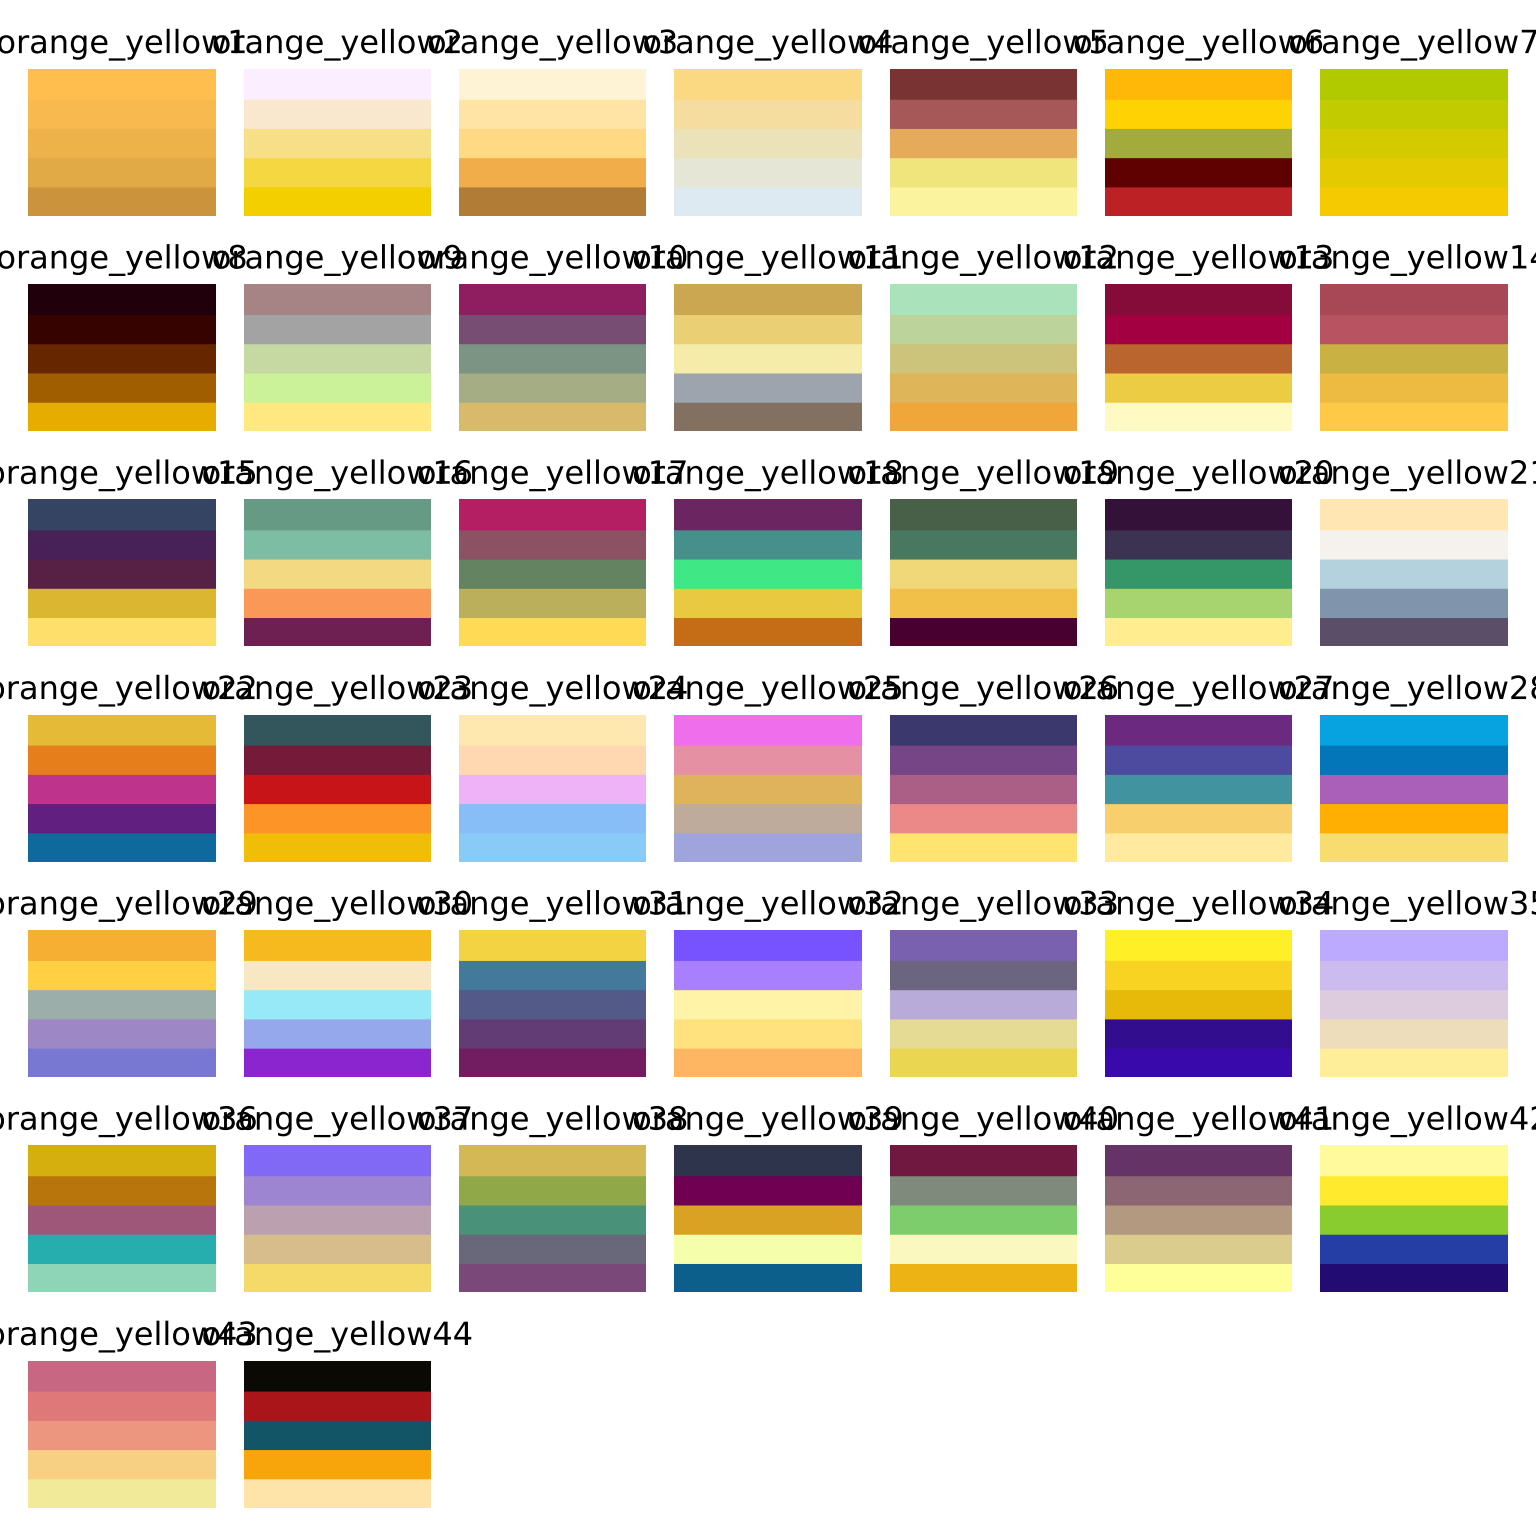 orange_yellow1 orange_yellow2 orange_yellow3 orange_yellow4 orange_yellow5 orange_yellow6 orange_yellow7
orange_yellow8 orange_yellow9 orange_yellow10 orange_yellow11 orange_yellow12 orange_yellow13 orange_yellow14
orange_yellow15 orange_yellow16 orange_yellow17 orange_yellow18 orange_yellow19 orange_yellow20 orange_yellow21
orange_yellow22 orange_yellow23 orange_yellow24 orange_yellow25 orange_yellow26 orange_yellow27 orange_yellow28
orange_yellow29 orange_yellow30 orange_yellow31 orange_yellow32 orange_yellow33 orange_yellow34 orange_yellow35
orange_yellow36 orange_yellow37 orange_yellow38 orange_yellow39 orange_yellow40 orange_yellow41 orange_yellow42
orange_yellow43 orange_yellow44